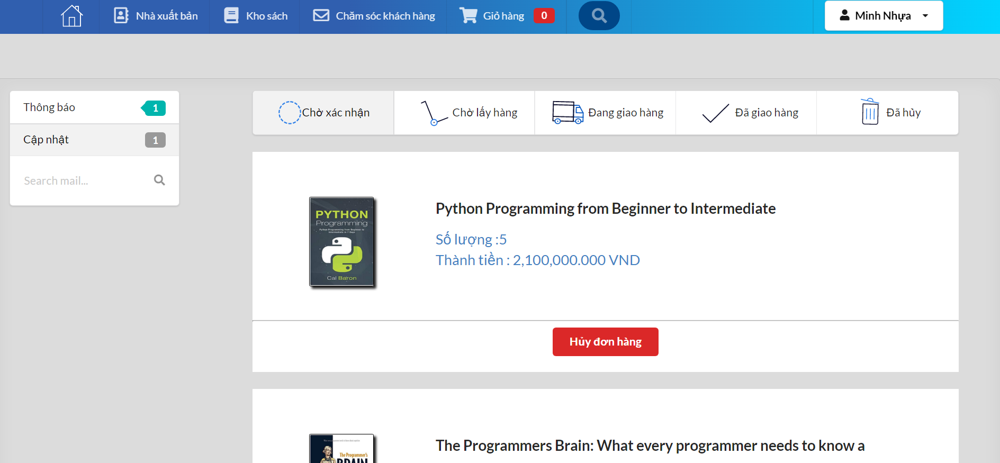 Nhà xuất bản
Kho sách
Chăm sóc khách hàng
Giỏ hàng 0
Minh Nhựa
Thông báo 1
Cập nhật 1
Search mail...
Chờ xác nhận
Chờ lấy hàng
Đang giao hàng
Đã giao hàng
Đã hủy
PYTHON
Programming
Python Programming from Beginner to
Intermediate in 7 Days
Cal Baron
Python Programming from Beginner to Intermediate
Số lượng :5
Thành tiền : 2,100,000.000 VND
Hủy đơn hàng
The Programmer's
BRAIN
The Programmers Brain: What every programmer needs to know a